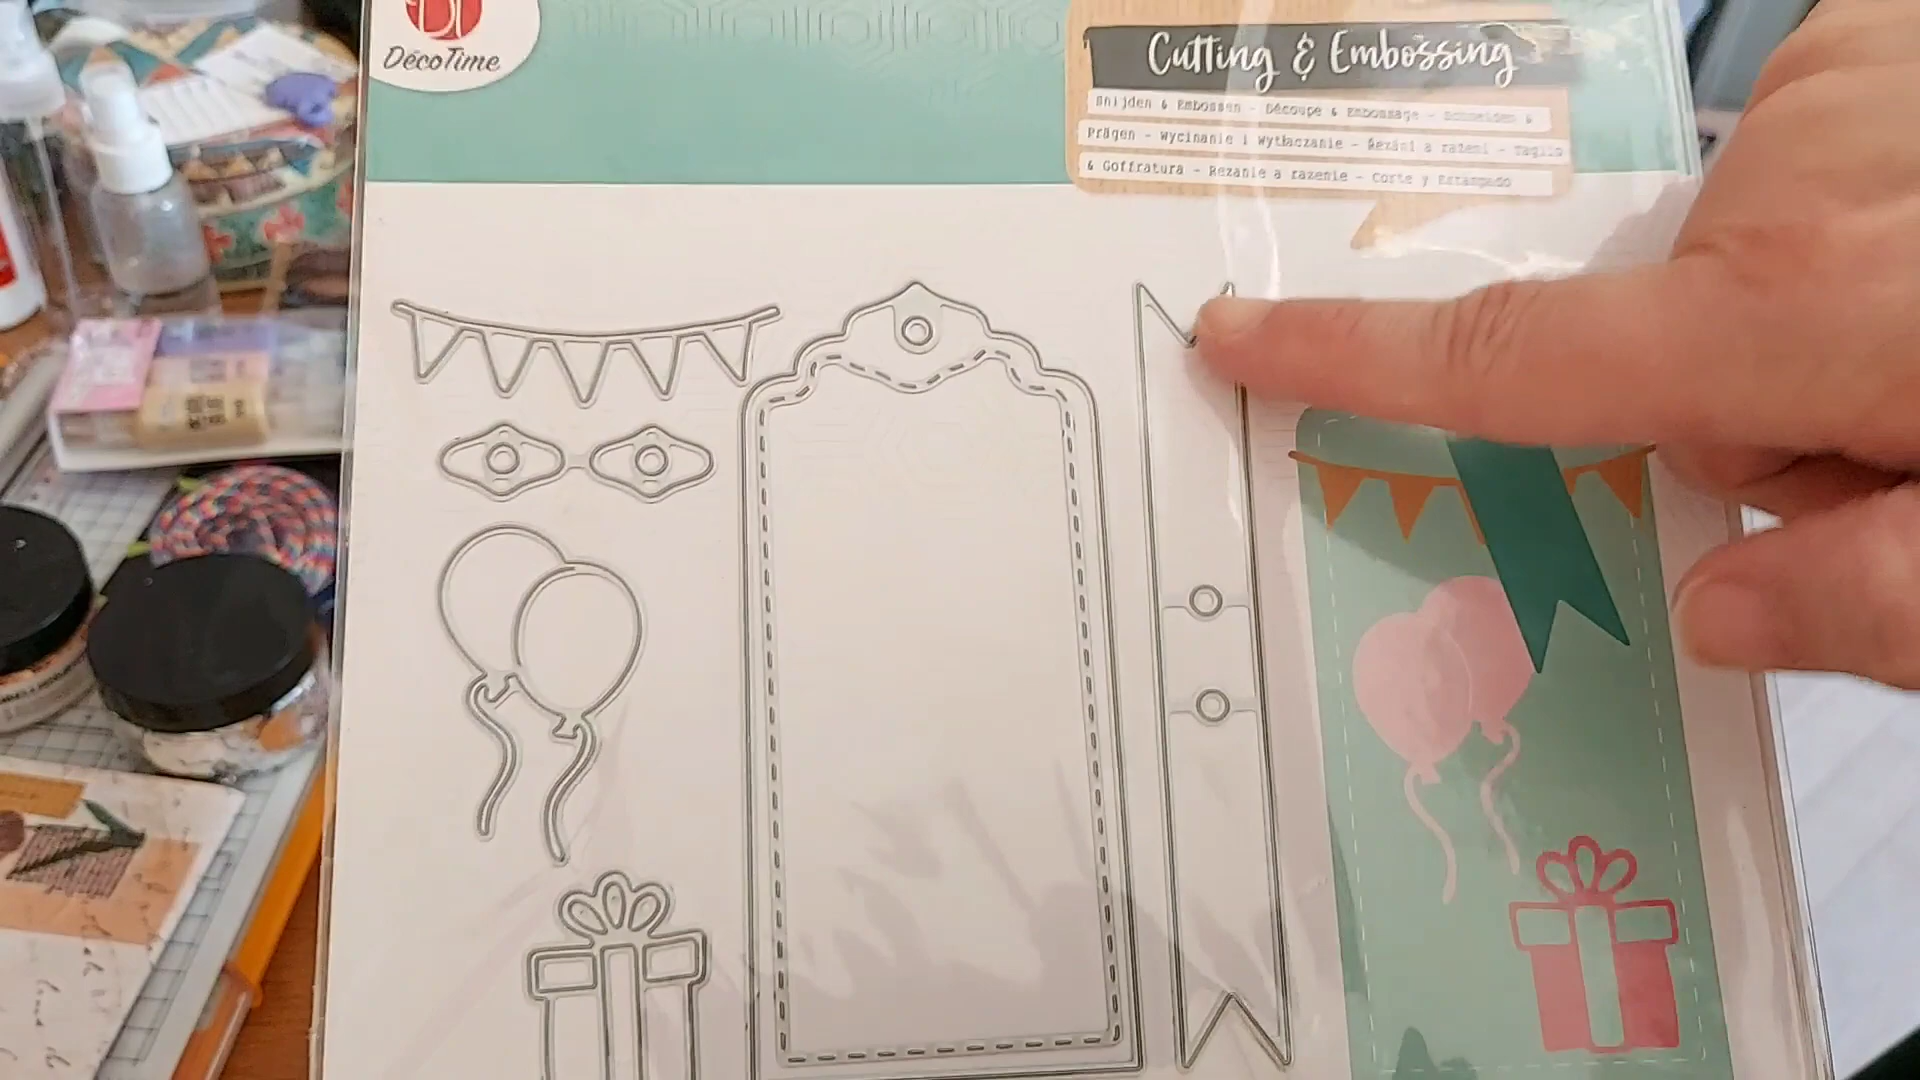 DécoTime
Cutting & Embossing
Snijden & Embossen - Découpe & Embossage - Schneiden &
Prägen - Wycinanie i Wytłaczanie - Řezání a ražení - Taglio
& Goffratura - Rezanie a razenie - Corte y Estampado